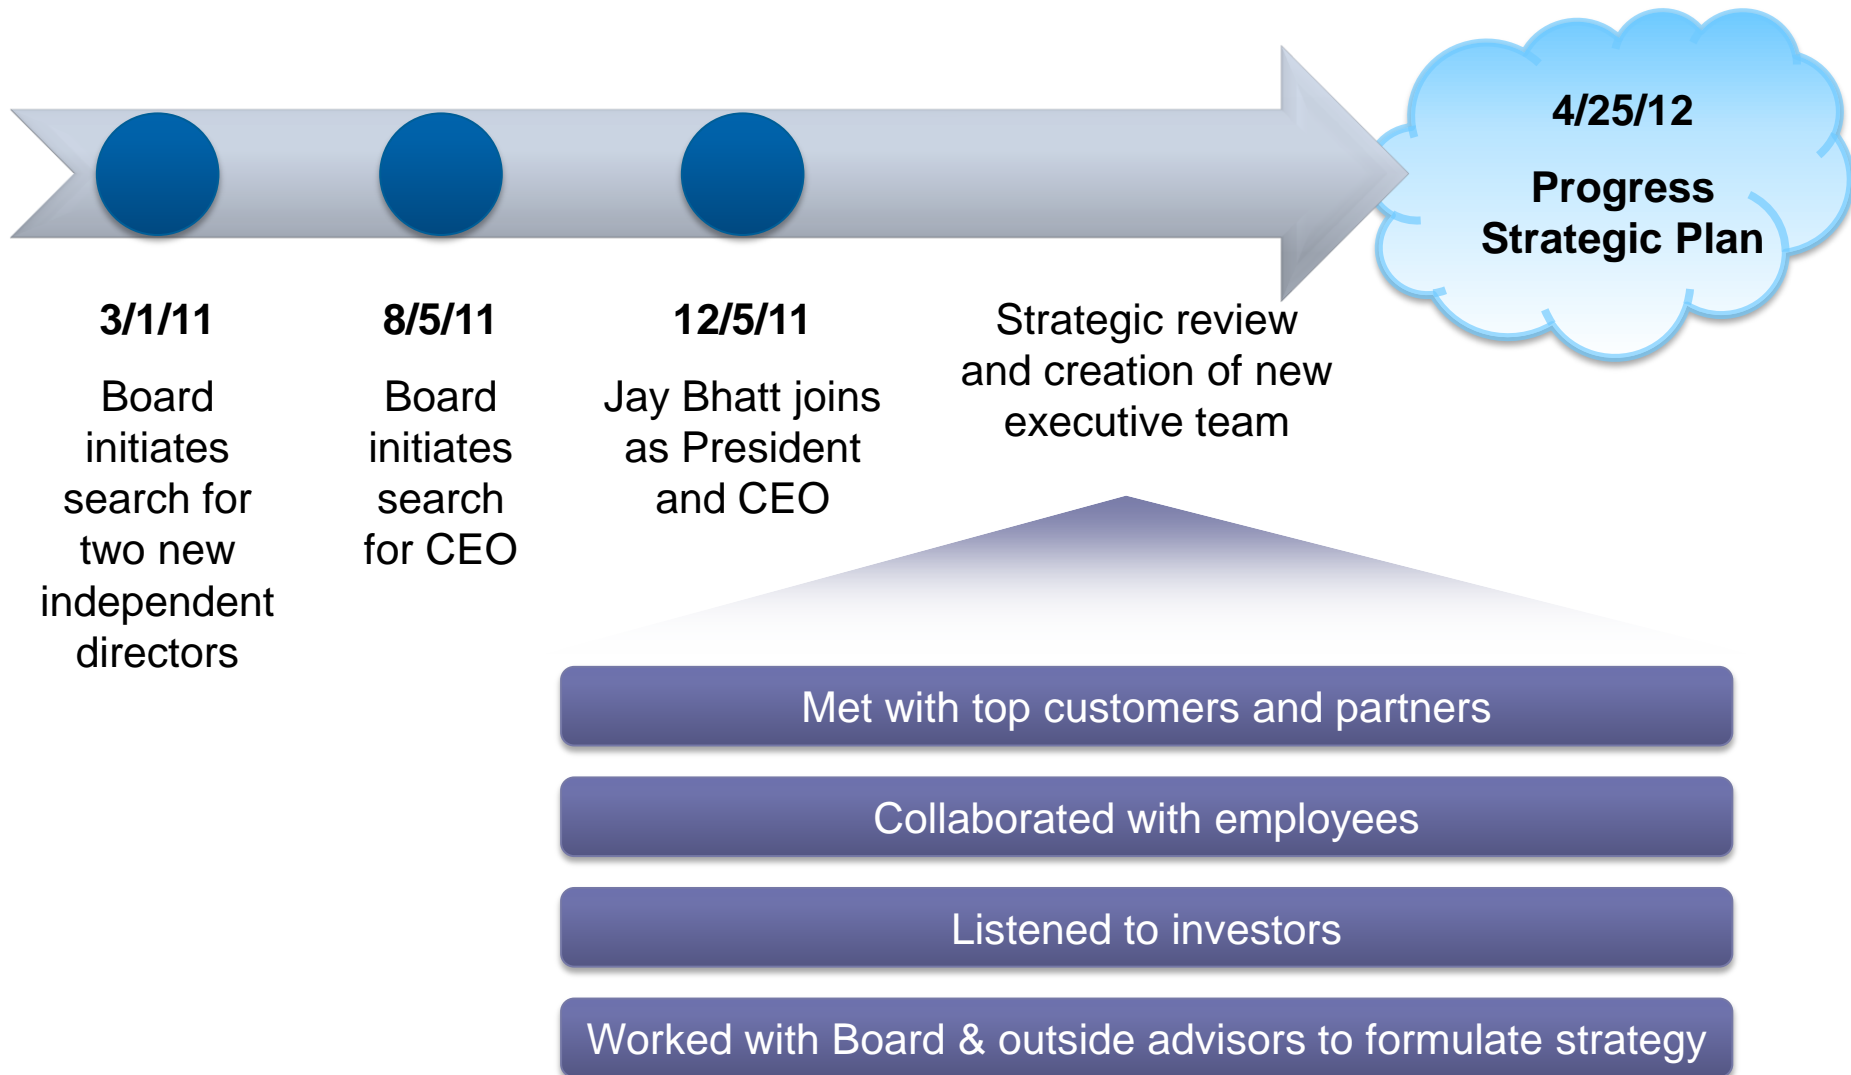 4/25/12
Progress
Strategic Plan
3/1/11
Board
initiates
search for
two new
independent
directors
8/5/11
Board
initiates
search
for CEO
12/5/11
Jay Bhatt joins
as President
and CEO
Strategic review
and creation of new
executive team
Met with top customers and partners
Collaborated with employees
Listened to investors
Worked with Board & outside advisors to formulate strategy